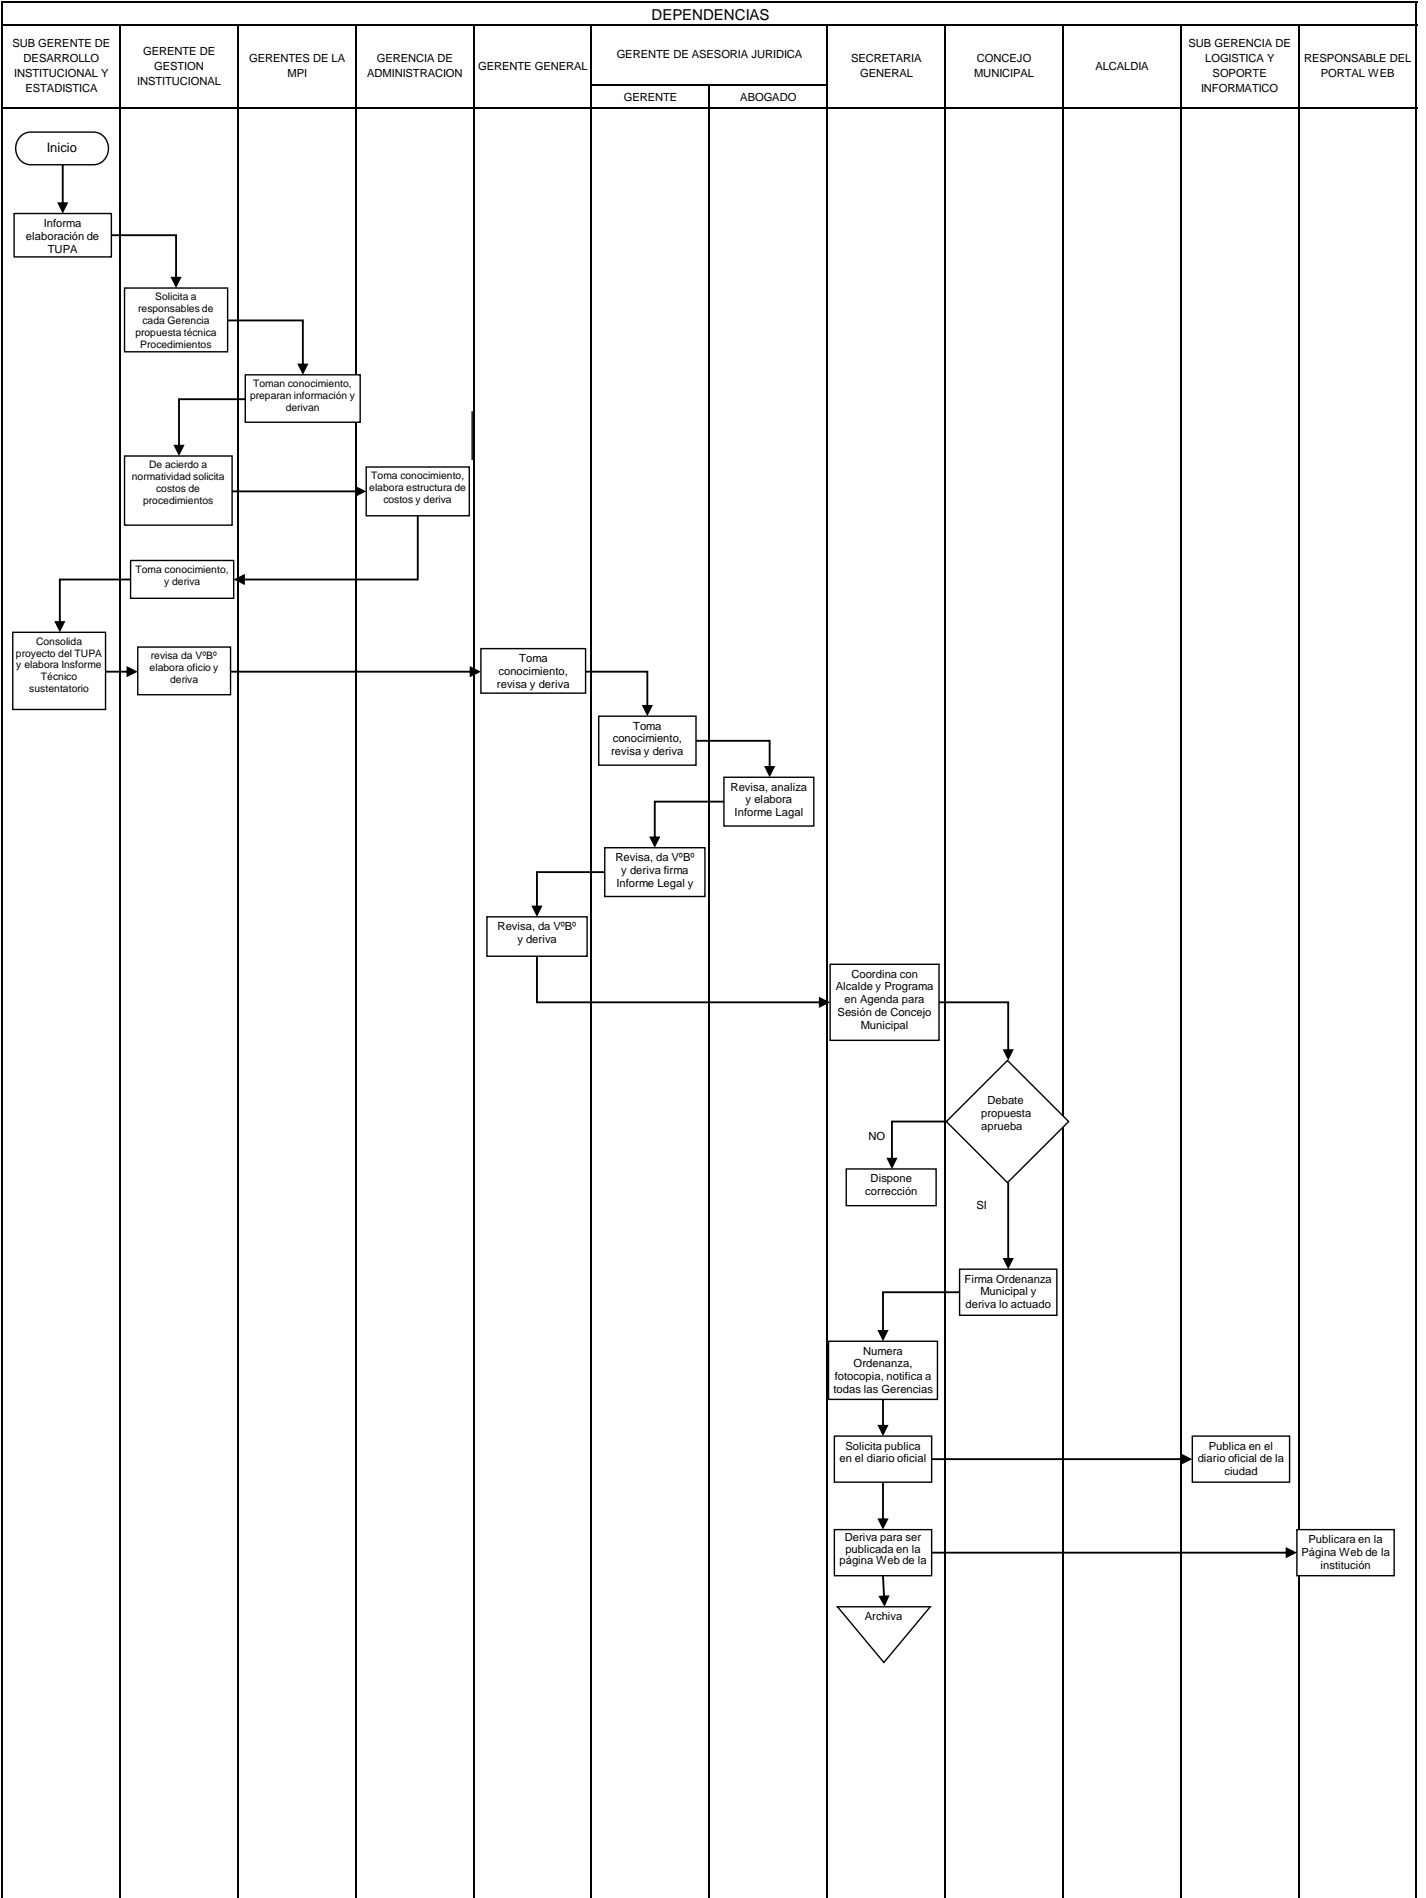 DEPENDENCIAS
SUB GERENTE DE
DESARROLLO
INSTITUCIONAL Y
ESTADISTICA
GERENTE DE
GESTION
INSTITUCIONAL
GERENTES DE LA
MPI
GERENCIA DE
ADMINISTRACION
GERENTE GENERAL
GERENTE DE ASESORIA JURIDICA
GERENTE
ABOGADO
SECRETARIA
GENERAL
CONCEJO
MUNICIPAL
ALCALDIA
SUB GERENCIA DE
LOGISTICA Y
SOPORTE
INFORMATICO
RESPONSABLE DEL
PORTAL WEB
Inicio
Informa
elaboración de
TUPA
Solicita a
responsables de
cada Gerencia
propuesta técnica
Procedimientos
Toman conocimiento,
preparan información y
derivan
De acierdo a
normatividad solicita
costos de
procedimientos
Toma conocimiento,
elabora estructura de
costos y deriva
Toma conocimiento,
y deriva
Consolida
proyecto del TUPA
y elabora Insforme
Técnico
sustentatorio
revisa da VºBº
elabora oficio y
deriva
Toma
conocimiento,
revisa y deriva
Toma
conocimiento,
revisa y deriva
Revisa, analiza
y elabora
Informe Lagal
Revisa, da VºBº
y deriva firma
Informe Legal y
Revisa, da VºBº
y deriva
Coordina con
Alcalde y Programa
en Agenda para
Sesión de Concejo
Municipal
Debate
propuesta
aprueba
NO
Dispone
corrección
SI
Firma Ordenanza
Municipal y
deriva lo actuado
Numera
Ordenanza,
fotocopia, notifica a
todas las Gerencias
Solicita publica
en el diario oficial
Publica en el
diario oficial de la
ciudad
Deriva para ser
publicada en la
página Web de la
Publicara en la
Página Web de la
institución
Archiva